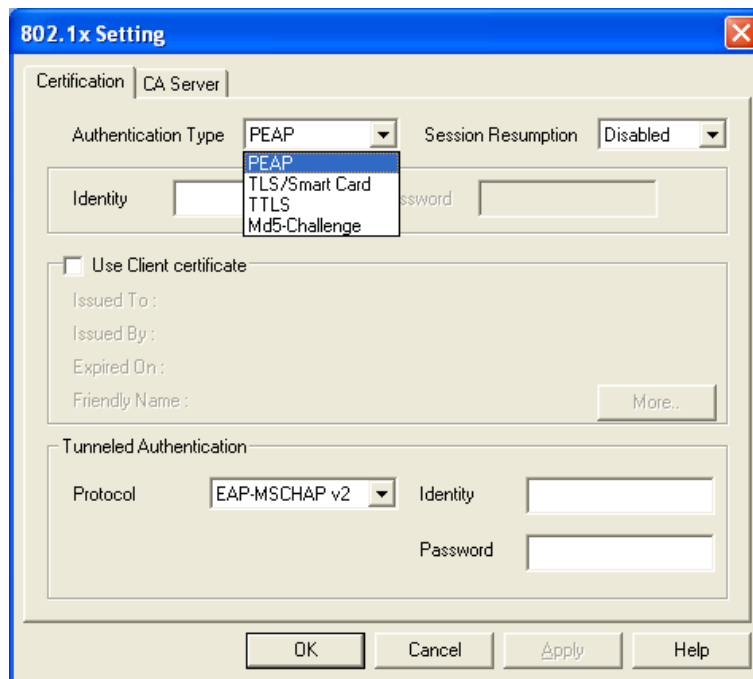 802.1x Setting
Certification CA Server
Authentication Type PEAP Session Resumption Disabled
PEAP
TLS/Smart Card
TTLS
Md5-Challenge
Identity ssword
Use Client certificate
Issued To :
Issued By :
Expired On :
Friendly Name : More..
Tunneled Authentication
Protocol EAP-MSCHAP v2 Identity
Password
OK Cancel Apply Help